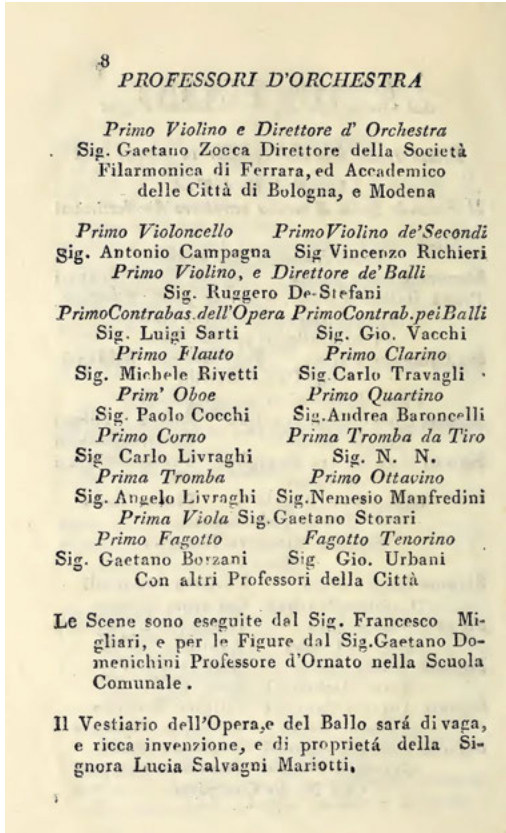 8
PROFESSORI D'ORCHESTRA
Primo Violino e Direttore d' Orchestra
Sig. Gaetano Zocca Direttore della Società
Filarmonica di Ferrara, ed Accademico
delle Città di Bologna, e Modena
Primo Violoncello PrimoViolino de'Secondi
Sig. Antonio Campagna Sig Vincenzo Richieri
Primo Violino, e Direttore de'Balli
Sig. Ruggero De-Stefani
PrimoContrabas.dell'Opera PrimoContrab.peiBalli
Sig. Luigi Sarti Sig. Gio. Vacchi
Primo Flauto Primo Clarino
Sig. Michele Rivetti Sig.Carlo Travagli
Prim' Oboe Primo Quartino
Sig. Paolo Cocchi Sig.Andrea Baroncelli
Primo Corno Prima Tromba da Tiro
Sig Carlo Livraghi Sig. N. N.
Prima Tromba Primo Ottavino
Sig. Angelo Livraghi Sig.Nemesio Manfredini
Prima Viola Sig.Gaetano Storari
Primo Fagotto Fagotto Tenorino
Sig. Gaetano Borzani Sig. Gio. Urbani
Con altri Professori della Città
Le Scene sono eseguite dal Sig. Francesco Mi-
gliari, e per le Figure dal Sig.Gaetano Do-
menichini Professore d'Ornato nella Scuola
Comunale.
Il Vestiario dell'Opera,e del Ballo sará di vaga,
e ricca invenzione, e di proprietá della Si-
gnora Lucia Salvagni Mariotti,